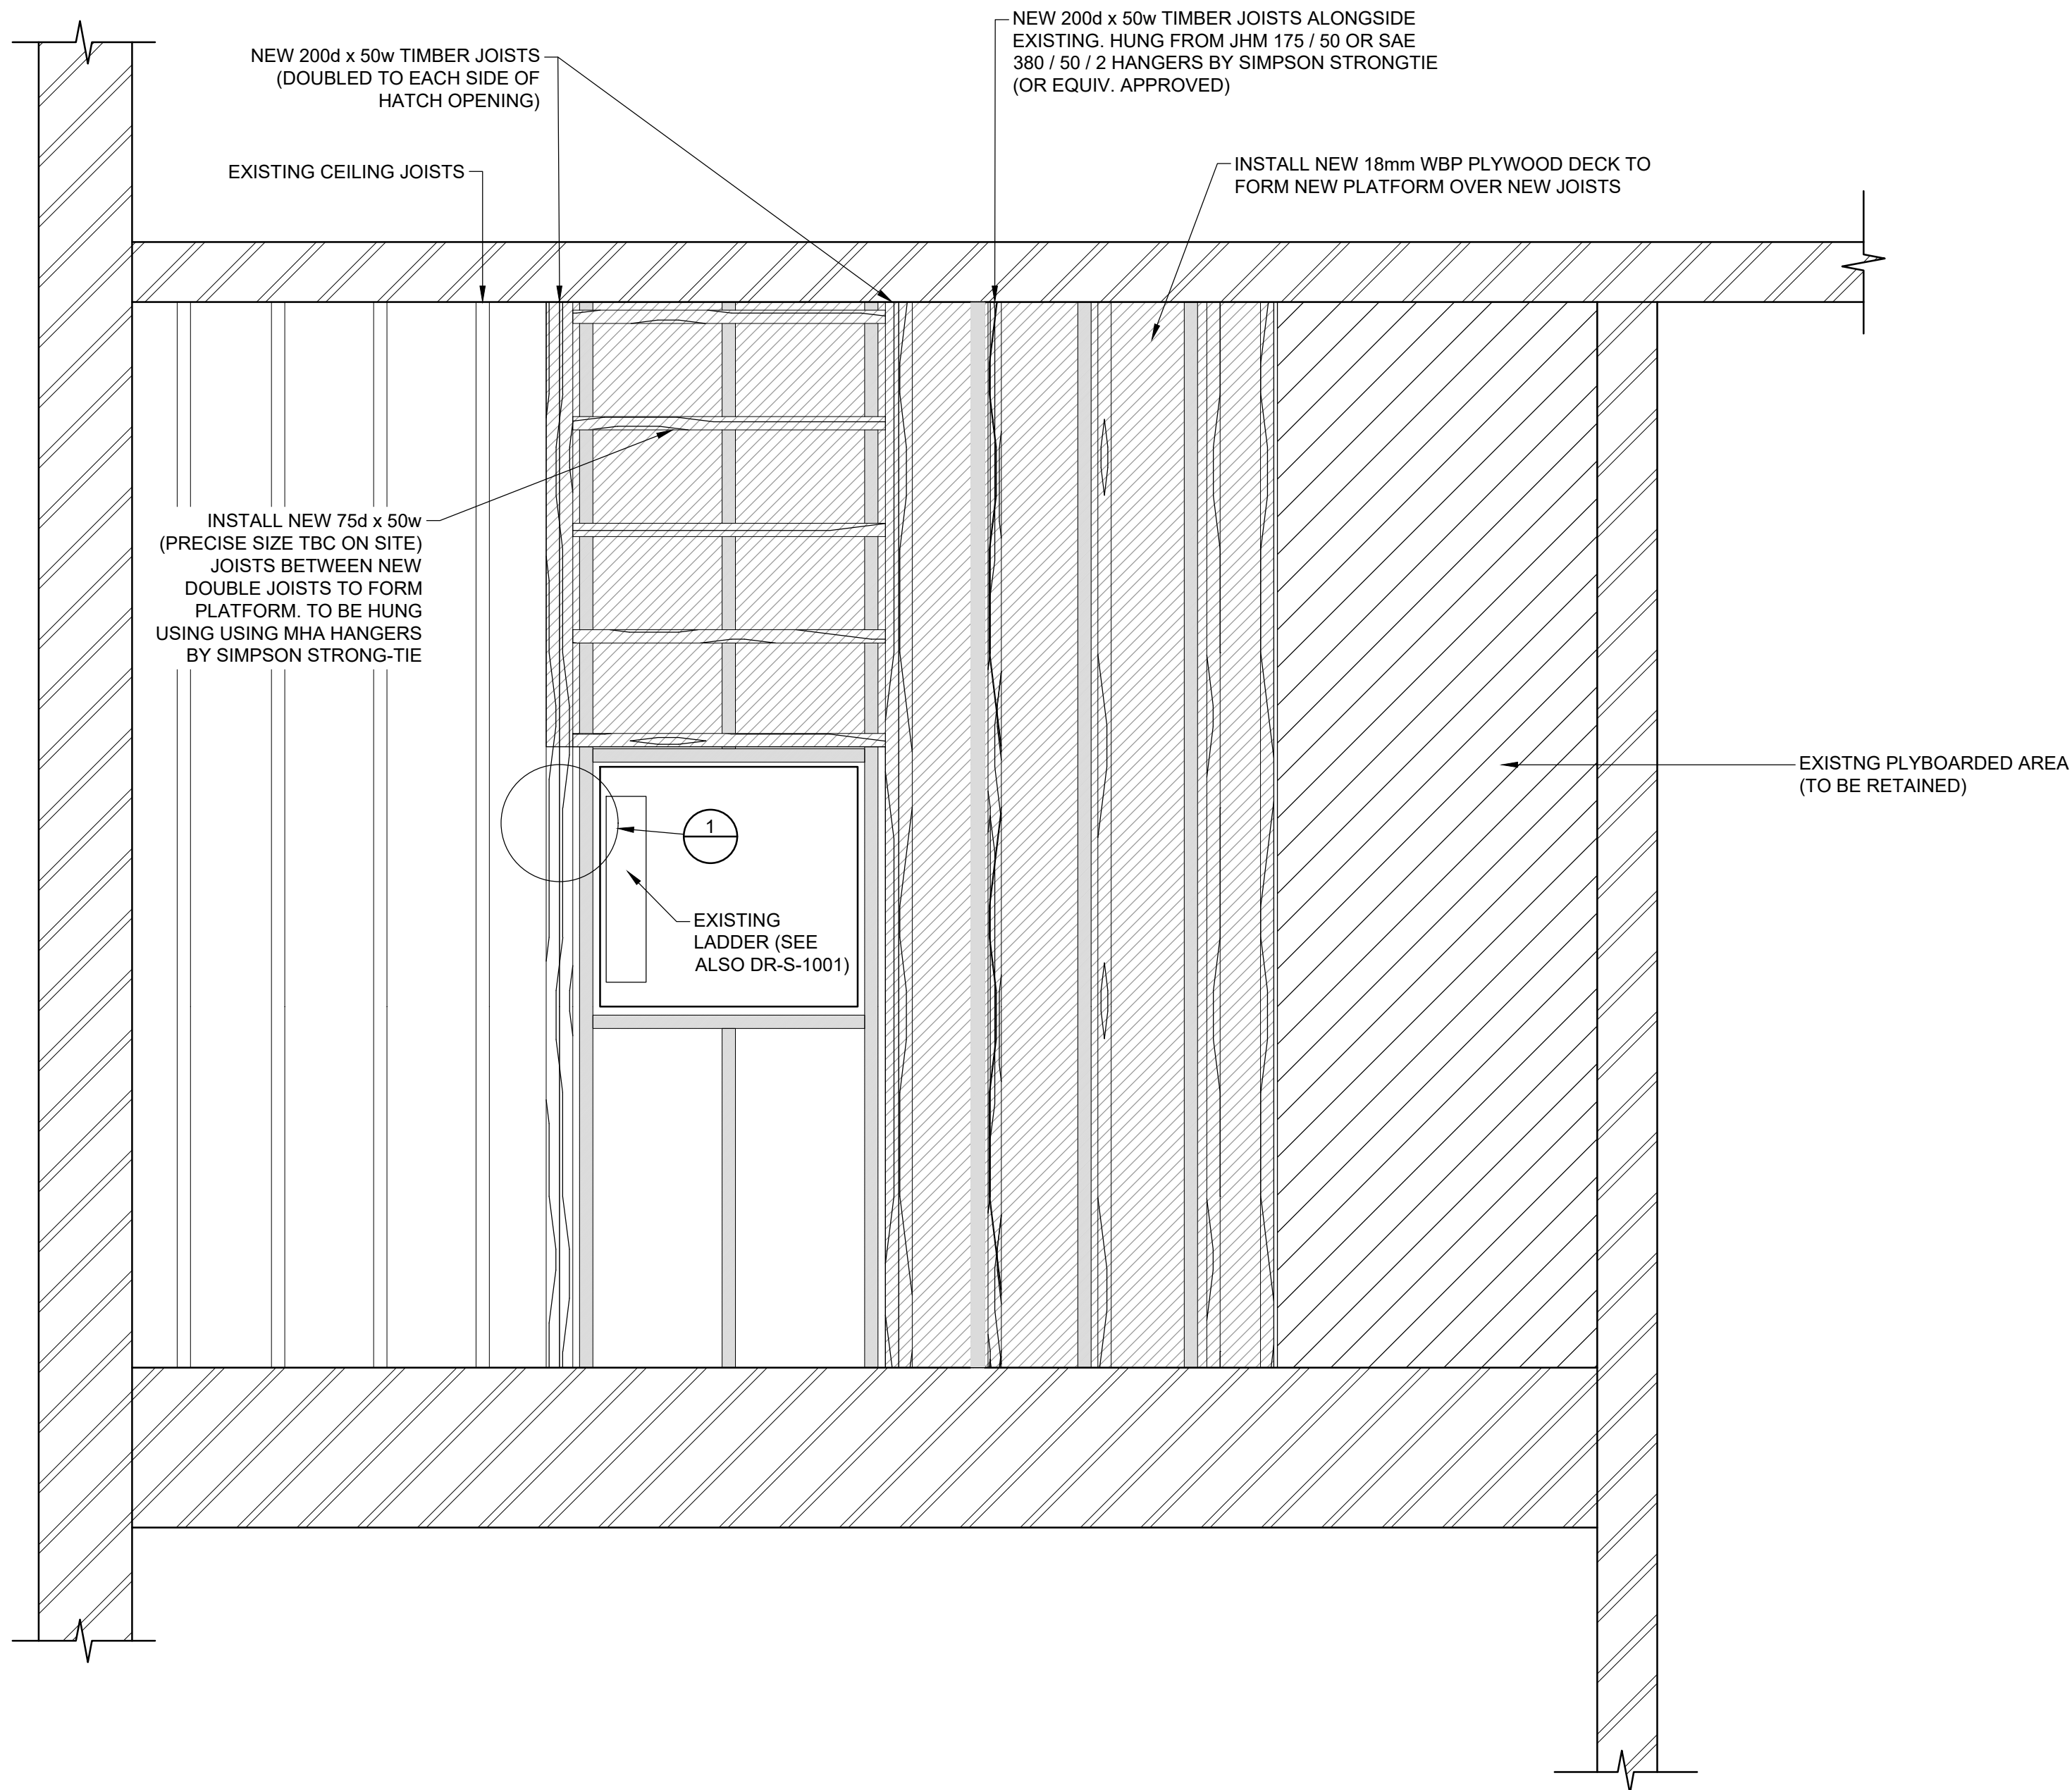 NEW 200d x 50w TIMBER JOISTS
(DOUBLED TO EACH SIDE OF
HATCH OPENING)
NEW 200d x 50w TIMBER JOISTS ALONGSIDE
EXISTING. HUNG FROM JHM 175 / 50 OR SAE
380 / 50 / 2 HANGERS BY SIMPSON STRONGTIE
(OR EQUIV. APPROVED)
EXISTING CEILING JOISTS
INSTALL NEW 18mm WBP PLYWOOD DECK TO
FORM NEW PLATFORM OVER NEW JOISTS
INSTALL NEW 75d x 50w
(PRECISE SIZE TBC ON SITE)
JOISTS BETWEEN NEW
DOUBLE JOISTS TO FORM
PLATFORM. TO BE HUNG
USING USING MHA HANGERS
BY SIMPSON STRONG-TIE
EXISTNG PLYBOARDED AREA
(TO BE RETAINED)
1
EXISTING
LADDER (SEE
ALSO DR-S-1001)